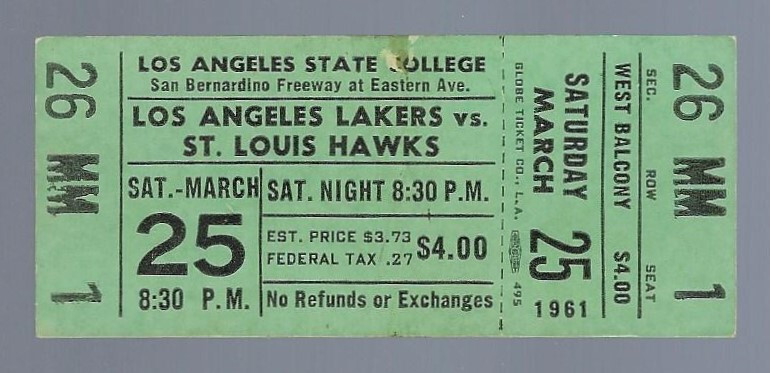 26 MM 1
LOS ANGELES STATE COLLEGE
San Bernardino Freeway at Eastern Ave.
LOS ANGELES LAKERS vs.
ST. LOUIS HAWKS
SAT.-MARCH
25
8:30 P.M.
SAT. NIGHT 8:30 P.M.
EST. PRICE $3.73
FEDERAL TAX .27
$4.00
No Refunds or Exchanges
GLOBE TICKET CO., L.A. 495
SATURDAY
MARCH 25
1961
WEST BALCONY $4.00
SEC. ROW SEAT
26 MM 1